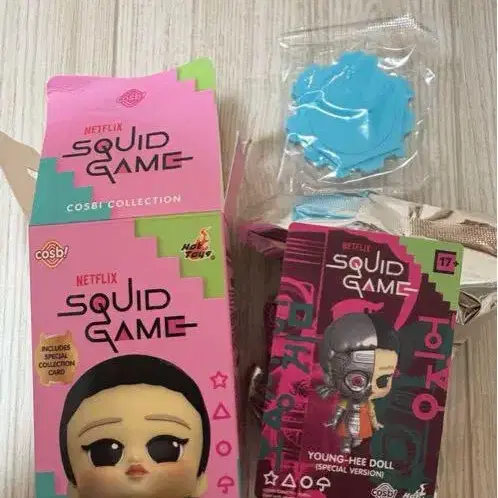 NETFLIX
SQUID
GAME
COSBI COLLECTION
cosbi
Hot
Toys
NETFLIX
SQUID
GAME
INCLUDES
SPECIAL
COLLECTION
CARD
NETFLIX
SQUID
GAME
17+
YOUNG-HEE DOLL
(SPECIAL VERSION)
cosbi
Hot